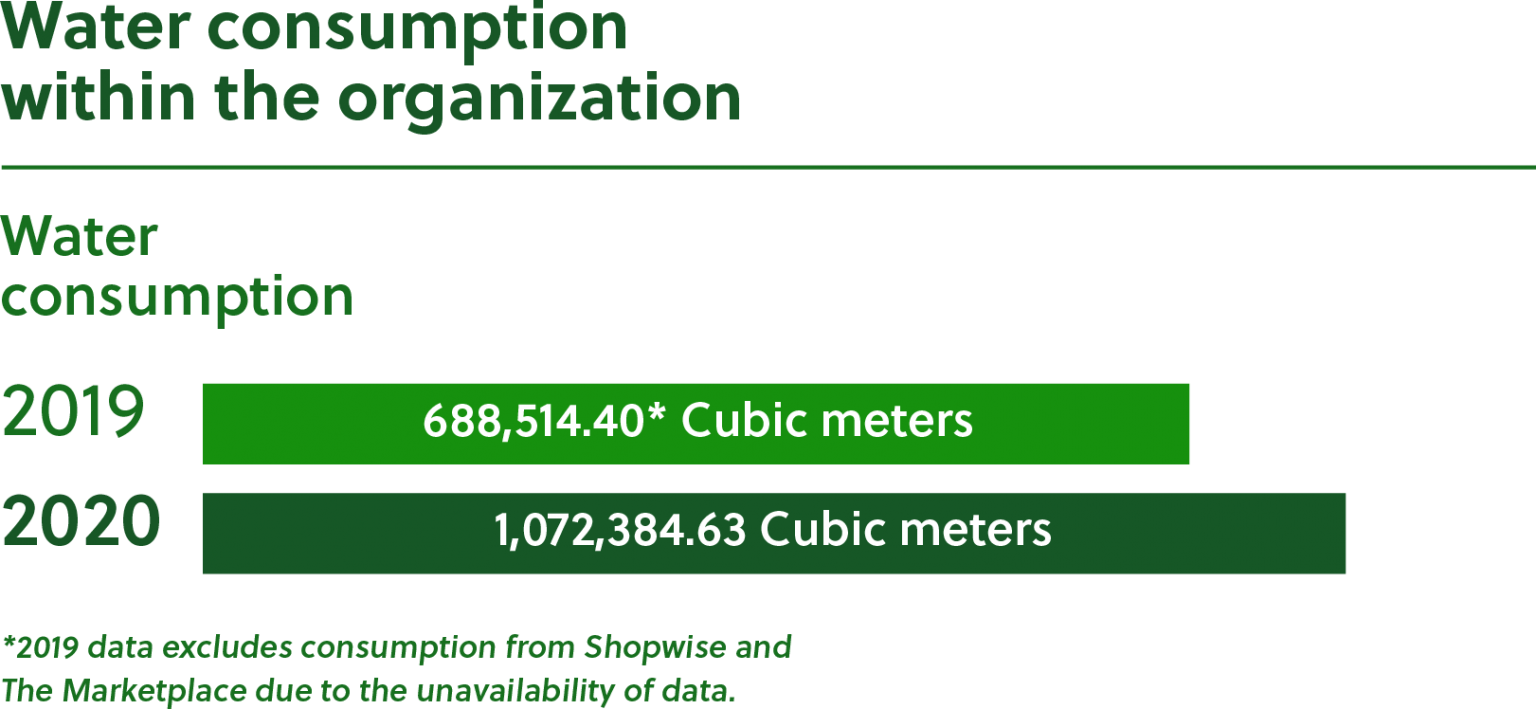 Water consumption
within the organization
Water
consumption
2019
688,514.40* Cubic meters
2020
1,072,384.63 Cubic meters
*2019 data excludes consumption from Shopwise and
The Marketplace due to the unavailability of data.